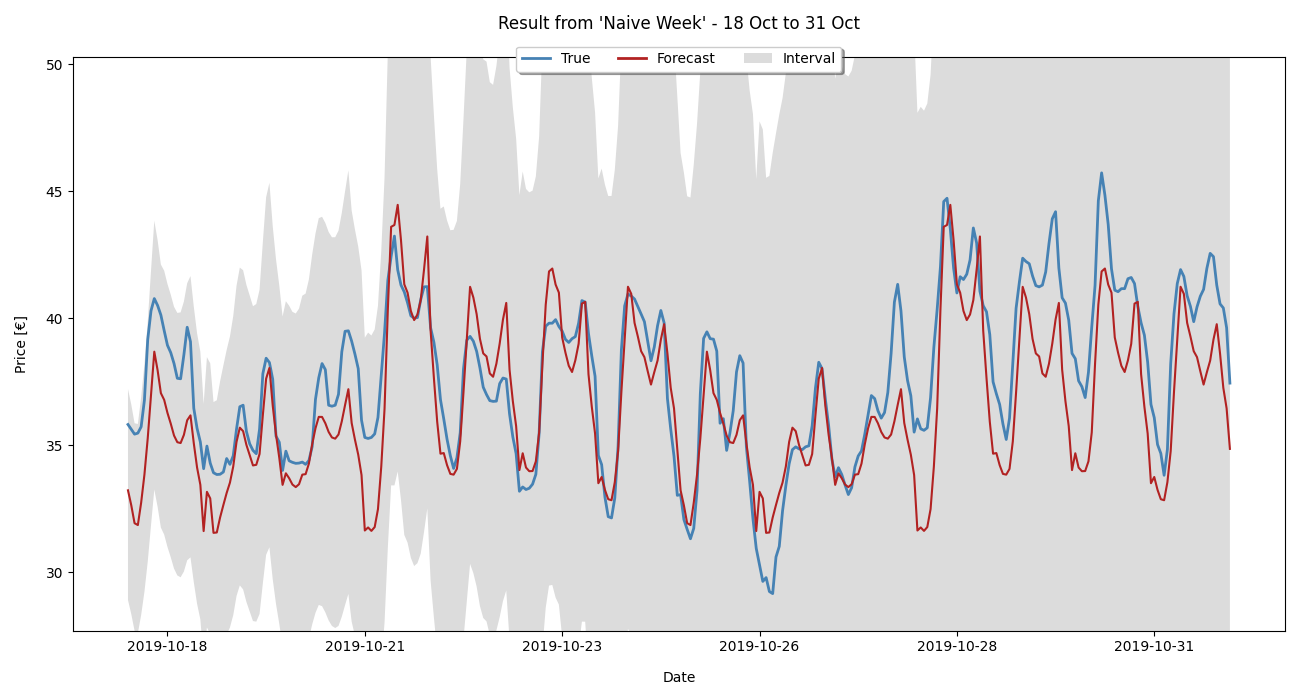 Result from 'Naive Week' - 18 Oct to 31 Oct
True Forecast Interval
50
45
40
35
30
Price [€]
2019-10-18 2019-10-21 2019-10-23 2019-10-26 2019-10-28 2019-10-31
Date